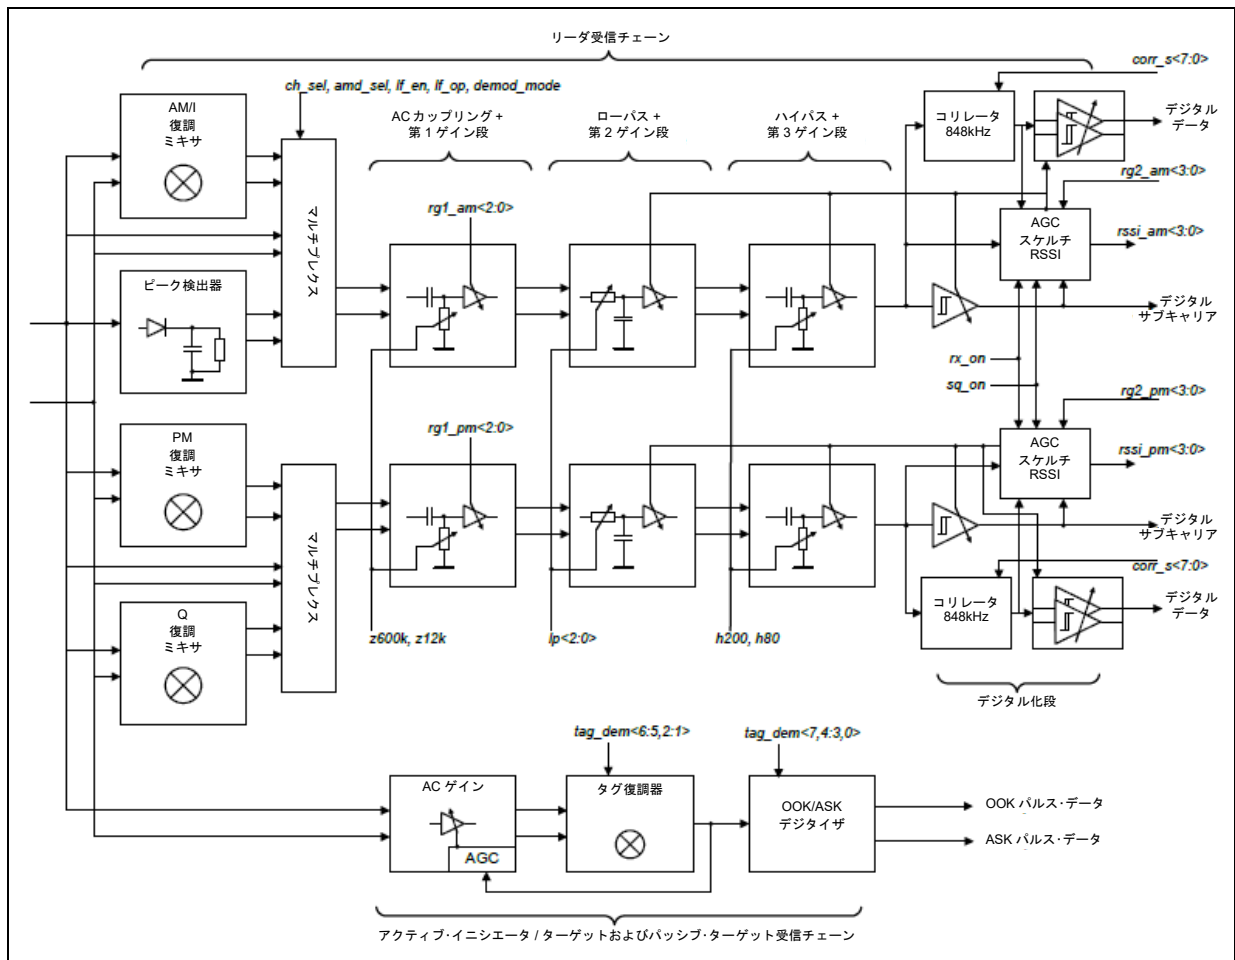 リーダ受信チェーン
corr_s<7:0>
ch_sel, amd_sel, lf_en, lf_op, demod_mode
AM/I
復調
ミキサ
AC カップリング +
第 1 ゲイン段
ローパス +
第 2 ゲイン段
ハイパス +
第 3 ゲイン段
コリレータ
848kHz
デジタル
データ
rg2_am<3:0>
マルチプレクス
rg1_am<2:0>
AGC
スケルチ
RSSI
rssi_am<3:0>
ピーク検出器
デジタル
サブキャリア
rx_on
sq_on
rg2_pm<3:0>
PM
復調
ミキサ
rg1_pm<2:0>
AGC
スケルチ
RSSI
rssi_pm<3:0>
マルチプレクス
デジタル
サブキャリア
corr_s<7:0>
Q
復調
ミキサ
コリレータ
848kHz
デジタル
データ
z600k, z12k
lp<2:0>
h200, h80
デジタル化段
tag_dem<6:5,2:1>
tag_dem<7,4:3,0>
AC ゲイン
タグ復調器
OOK/ASK
デジタイザ
OOK パルス・データ
ASK パルス・データ
AGC
アクティブ・イニシエータ / ターゲットおよびパッシブ・ターゲット受信チェーン